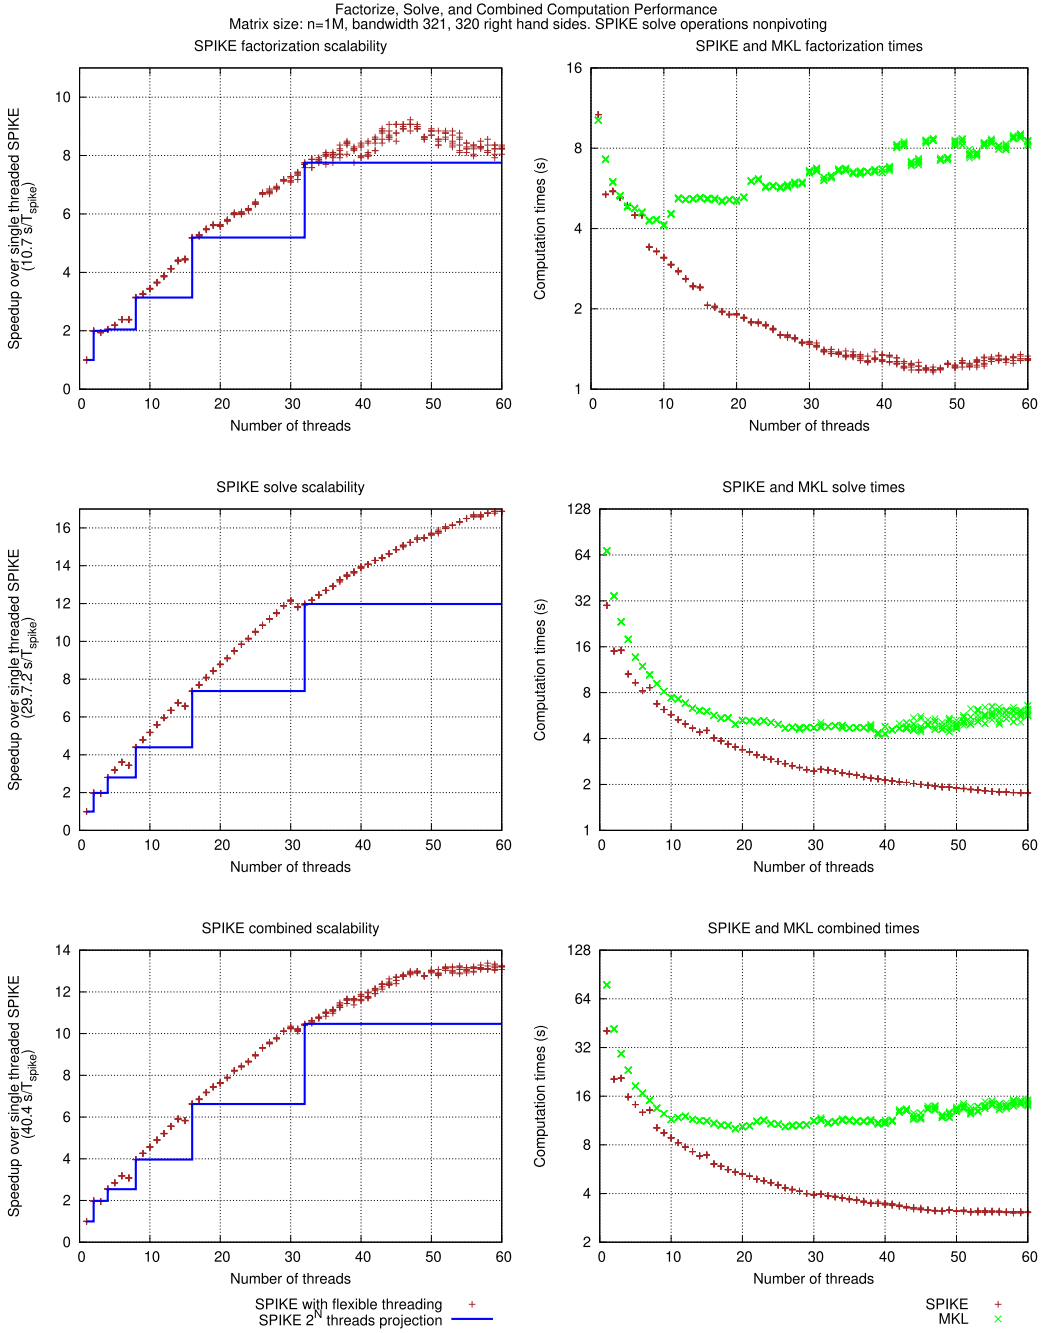 Factorize, Solve, and Combined Computation Performance
Matrix size: n=1M, bandwidth 321, 320 right hand sides. SPIKE solve operations nonpivoting
SPIKE factorization scalability
Speedup over single threaded SPIKE
(10.7 s/Tspike)
10
8
6
4
2
0
0 10 20 30 40 50 60
Number of threads
SPIKE and MKL factorization times
Computation times (s)
16
8
4
2
1
0 10 20 30 40 50 60
Number of threads
SPIKE solve scalability
Speedup over single threaded SPIKE
(29.7.2 s/Tspike)
16
14
12
10
8
6
4
2
0
0 10 20 30 40 50 60
Number of threads
SPIKE and MKL solve times
Computation times (s)
128
64
32
16
8
4
2
1
0 10 20 30 40 50 60
Number of threads
SPIKE combined scalability
Speedup over single threaded SPIKE
(40.4 s/Tspike)
14
12
10
8
6
4
2
0
0 10 20 30 40 50 60
Number of threads
SPIKE and MKL combined times
Computation times (s)
128
64
32
16
8
4
2
0 10 20 30 40 50 60
Number of threads
SPIKE with flexible threading
SPIKE 2^N threads projection
SPIKE
MKL